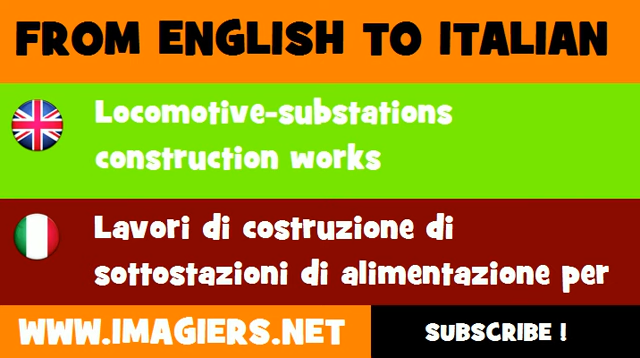 FROM ENGLISH TO ITALIAN
Locomotive-substations
construction works
Lavori di costruzione di
sottostazioni di alimentazione per
WWW.IMAGIERS.NET
SUBSCRIBE !